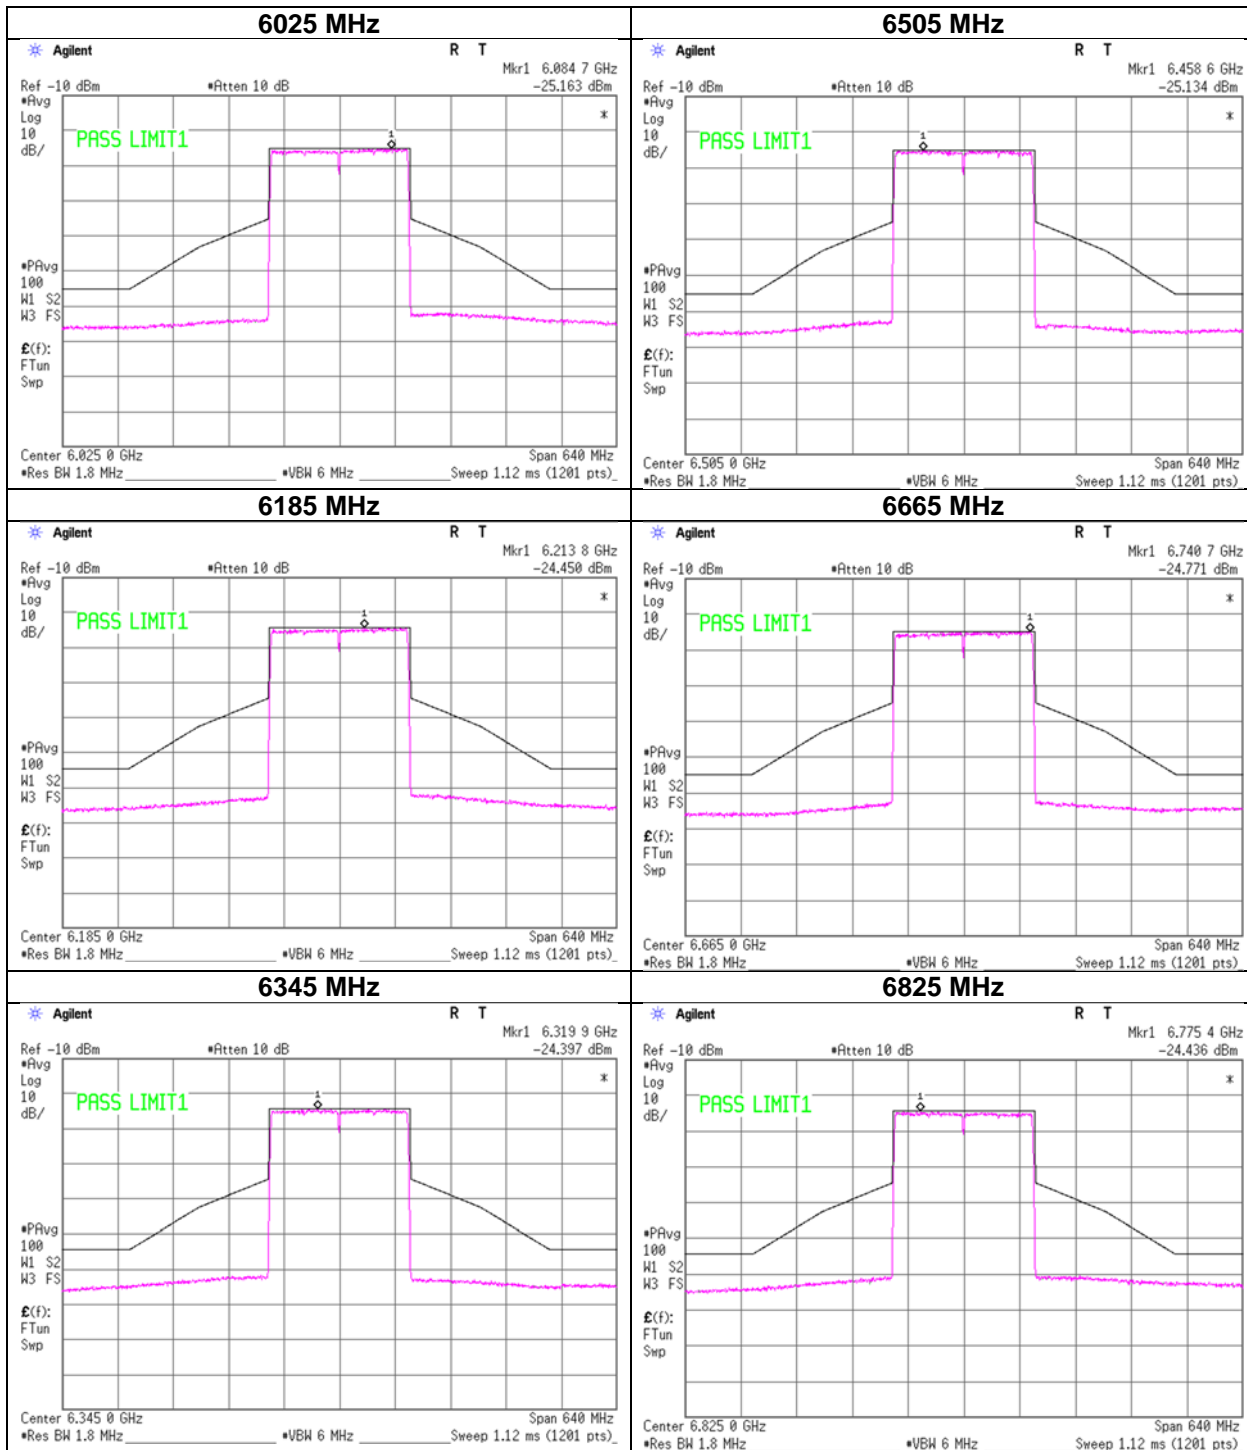 6025 MHz
Agilent R T
Mkr1 6.084 7 GHz
Ref -10 dBm *Atten 10 dB -25.163 dBm
*Avg
Log
10
dB/
PASS LIMIT1
1
*
*PAvg
100
W1 S2
W3 FS
£(f):
FTun
Swp
Center 6.025 0 GHz Span 640 MHz
*Res BW 1.8 MHz *VBW 6 MHz Sweep 1.12 ms (1201 pts)
6505 MHz
Agilent R T
Mkr1 6.458 6 GHz
Ref -10 dBm *Atten 10 dB -25.134 dBm
*Avg
Log
10
dB/
PASS LIMIT1
1
*
*PAvg
100
W1 S2
W3 FS
£(f):
FTun
Swp
Center 6.505 0 GHz Span 640 MHz
*Res BW 1.8 MHz *VBW 6 MHz Sweep 1.12 ms (1201 pts)
6185 MHz
Agilent R T
Mkr1 6.213 8 GHz
Ref -10 dBm *Atten 10 dB -24.450 dBm
*Avg
Log
10
dB/
PASS LIMIT1
1
*
*PAvg
100
W1 S2
W3 FS
£(f):
FTun
Swp
Center 6.185 0 GHz Span 640 MHz
*Res BW 1.8 MHz *VBW 6 MHz Sweep 1.12 ms (1201 pts)
6665 MHz
Agilent R T
Mkr1 6.740 7 GHz
Ref -10 dBm *Atten 10 dB -24.771 dBm
*Avg
Log
10
dB/
PASS LIMIT1
1
*
*PAvg
100
W1 S2
W3 FS
£(f):
FTun
Swp
Center 6.665 0 GHz Span 640 MHz
*Res BW 1.8 MHz *VBW 6 MHz Sweep 1.12 ms (1201 pts)
6345 MHz
Agilent R T
Mkr1 6.319 9 GHz
Ref -10 dBm *Atten 10 dB -24.397 dBm
*Avg
Log
10
dB/
PASS LIMIT1
1
*
*PAvg
100
W1 S2
W3 FS
£(f):
FTun
Swp
Center 6.345 0 GHz Span 640 MHz
*Res BW 1.8 MHz *VBW 6 MHz Sweep 1.12 ms (1201 pts)
6825 MHz
Agilent R T
Mkr1 6.775 4 GHz
Ref -10 dBm *Atten 10 dB -24.436 dBm
*Avg
Log
10
dB/
PASS LIMIT1
1
*
*PAvg
100
W1 S2
W3 FS
£(f):
FTun
Swp
Center 6.825 0 GHz Span 640 MHz
*Res BW 1.8 MHz *VBW 6 MHz Sweep 1.12 ms (1201 pts)